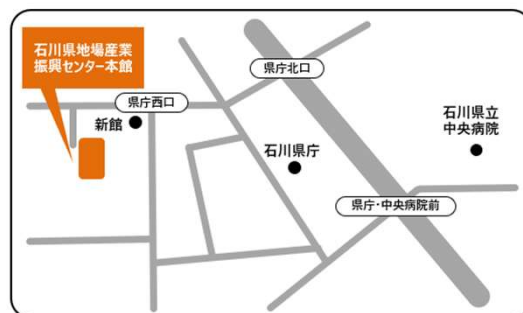 石川県地場産業
振興センター本館
県庁北口
県庁西口
新館
石川県立
中央病院
石川県庁
県庁・中央病院前